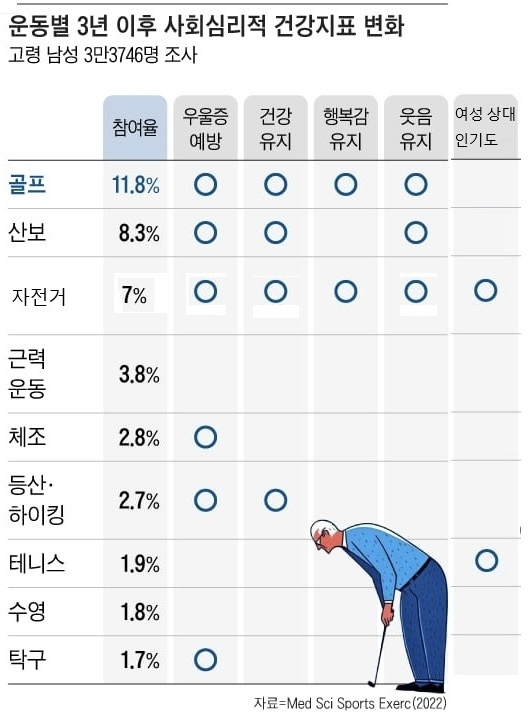 운동별 3년 이후 사회심리적 건강지표 변화
고령 남성 3만3746명 조사
참여율 우울증 예방 건강 유지 행복감 유지 웃음 유지 여성 상대 인기도
골프 11.8% ○ ○ ○ ○
산보 8.3% ○ ○ ○
자전거 7% ○ ○ ○ ○ ○
근력 운동 3.8%
체조 2.8% ○
등산· 하이킹 2.7% ○ ○
테니스 1.9% ○
수영 1.8%
탁구 1.7% ○
자료=Med Sci Sports Exerc(2022)